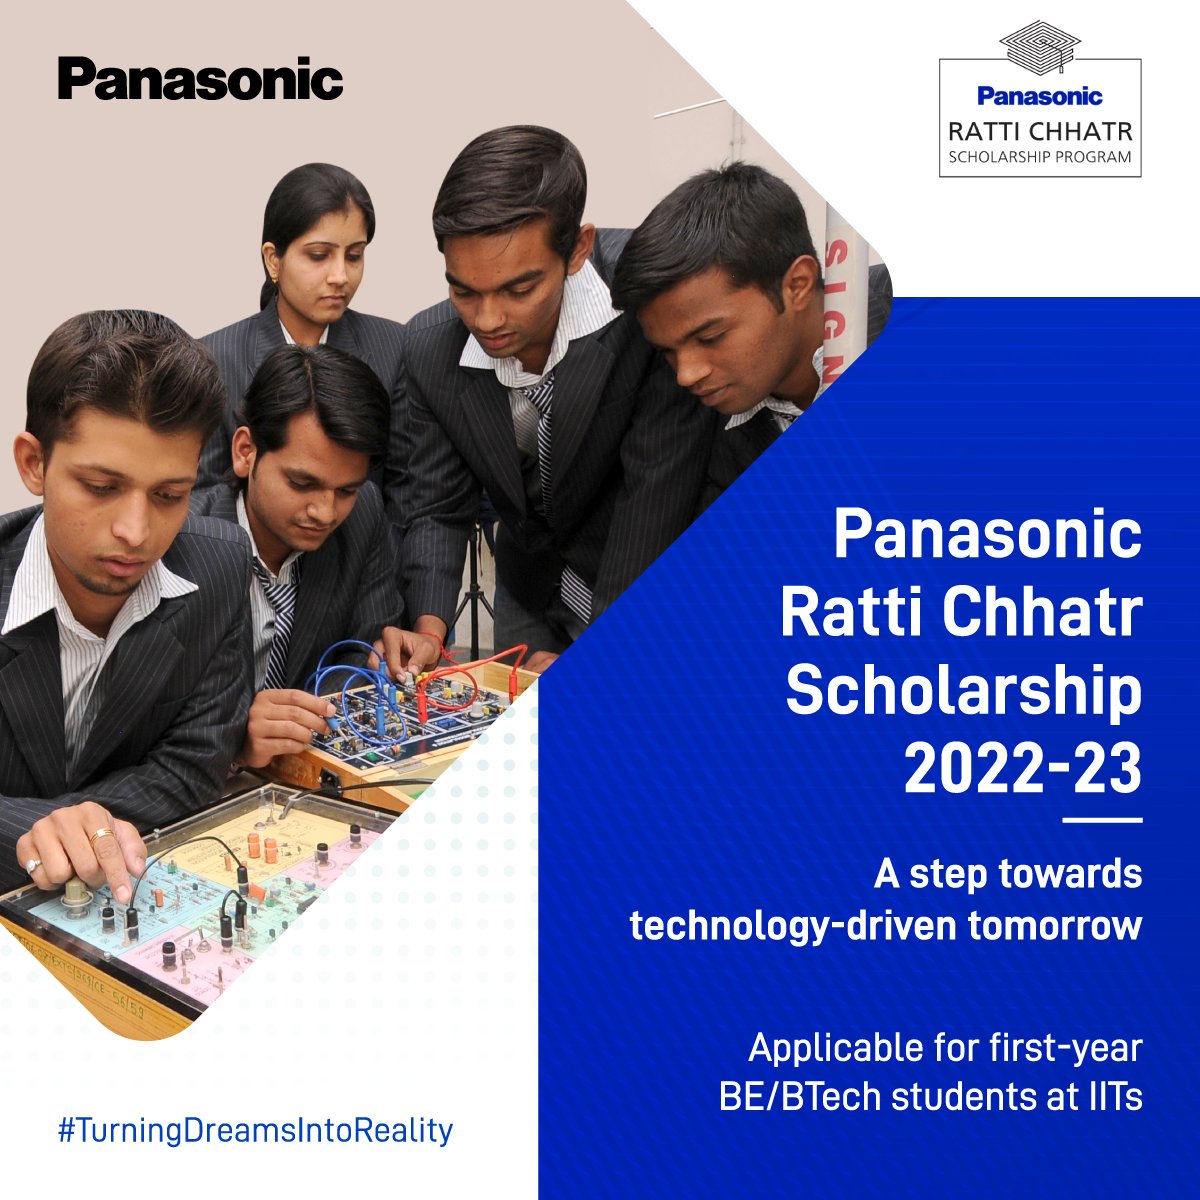 Panasonic
Panasonic
RATTI CHHATR
SCHOLARSHIP PROGRAM
SIGN
Panasonic
Ratti Chhatr
Scholarship
2022-23
A step towards
technology-driven tomorrow
Applicable for first-year
BE/BTech students at IITs
#TurningDreamsIntoReality